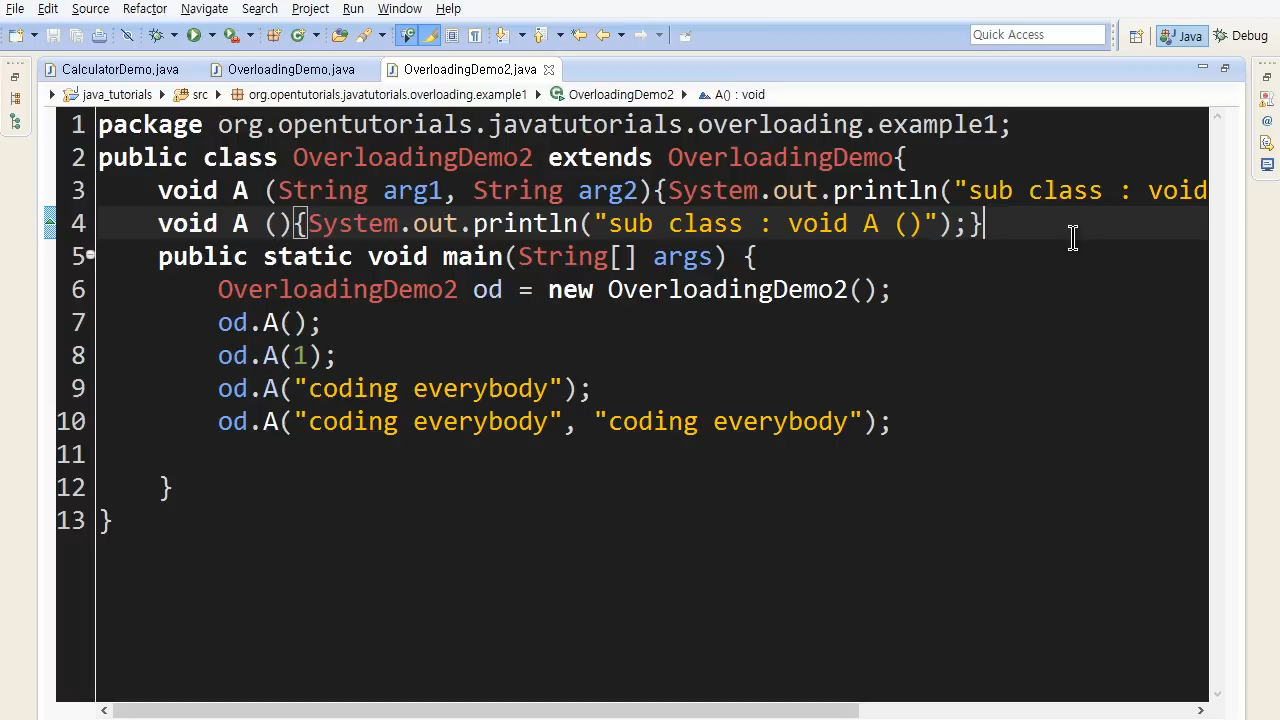 File Edit Source Refactor Navigate Search Project Run Window Help
Quick Access Java Debug
CalculatorDemo.java OverloadingDemo.java OverloadingDemo2.java
java_tutorials src org.opentutorials.javatutorials.overloading.example1 OverloadingDemo2 A() : void
1 package org.opentutorials.javatutorials.overloading.example1;
2 public class OverloadingDemo2 extends OverloadingDemo{
3 void A (String arg1, String arg2){System.out.println("sub class : void
4 void A (){System.out.println("sub class : void A ()");}
5 public static void main(String[] args) {
6 OverloadingDemo2 od = new OverloadingDemo2();
7 od.A();
8 od.A(1);
9 od.A("coding everybody");
10 od.A("coding everybody", "coding everybody");
11
12 }
13 }